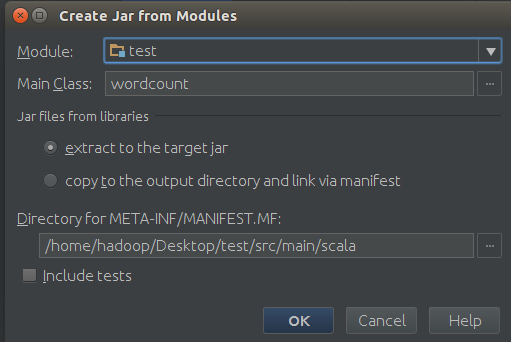 Create Jar from Modules
Module: test
Main Class: wordcount ...
Jar files from libraries
extract to the target jar
copy to the output directory and link via manifest
Directory for META-INF/MANIFEST.MF:
/home/hadoop/Desktop/test/src/main/scala ...
Include tests
OK Cancel Help